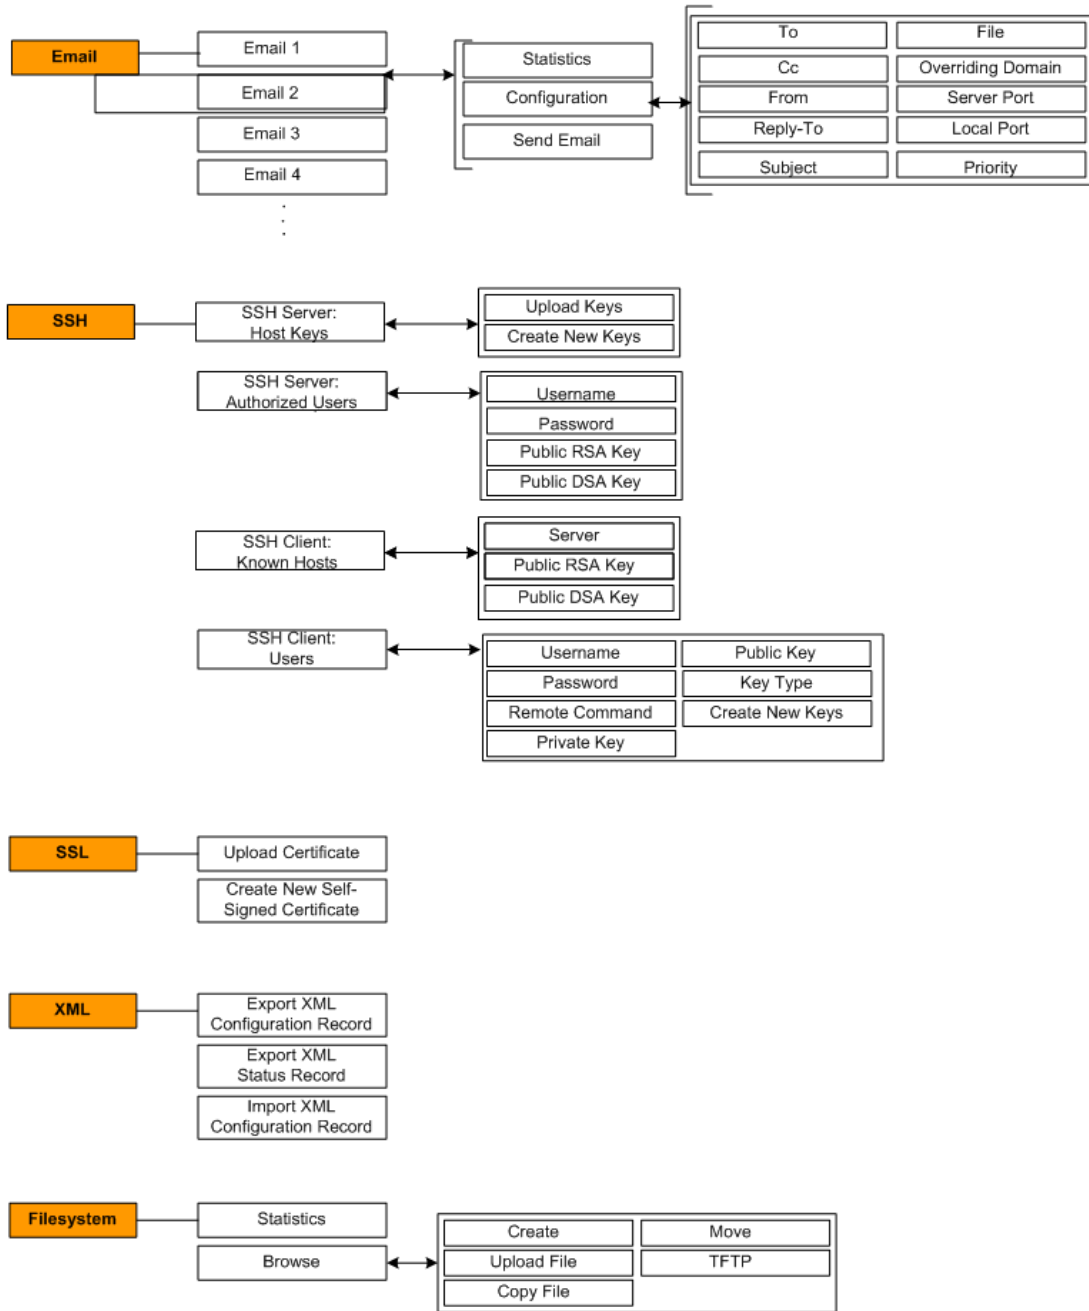 Email
Email 1
Email 2
Email 3
Email 4
Statistics
Configuration
Send Email
To
File
Cc
Overriding Domain
From
Server Port
Reply-To
Local Port
Subject
Priority
SSH
SSH Server:
Host Keys
Upload Keys
Create New Keys
SSH Server:
Authorized Users
Username
Password
Public RSA Key
Public DSA Key
SSH Client:
Known Hosts
Server
Public RSA Key
Public DSA Key
SSH Client:
Users
Username
Public Key
Password
Key Type
Remote Command
Create New Keys
Private Key
SSL
Upload Certificate
Create New Self-
Signed Certificate
XML
Export XML
Configuration Record
Export XML
Status Record
Import XML
Configuration Record
Filesystem
Statistics
Browse
Create
Move
Upload File
TFTP
Copy File